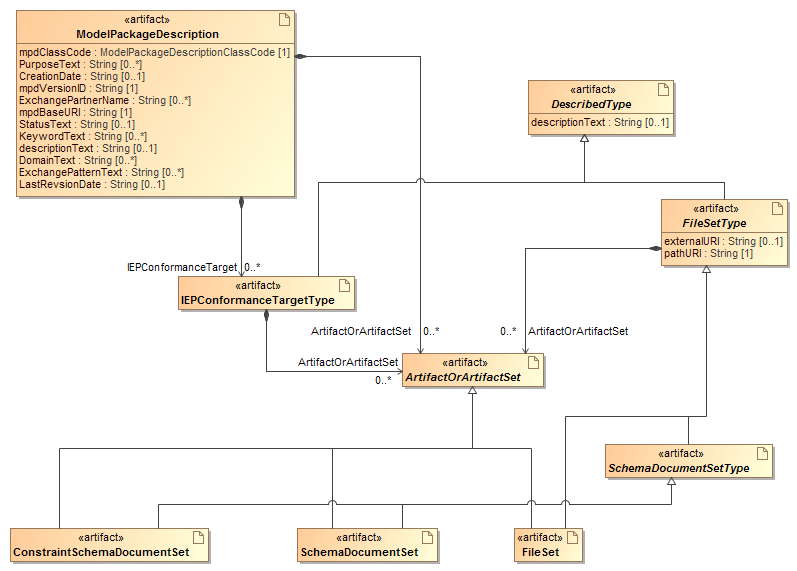 «artifact»
ModelPackageDescription
mpdClassCode : ModelPackageDescriptionClassCode [1]
PurposeText : String [0..*]
CreationDate : String [0..1]
mpdVersionID : String [1]
ExchangePartnerName : String [0..*]
mpdBaseURI : String [1]
StatusText : String [0..1]
KeywordText : String [0..*]
descriptionText : String [0..1]
DomainText : String [0..*]
ExchangePatternText : String [0..*]
LastRevsionDate : String [0..1]
«artifact»
DescribedType
descriptionText : String [0..1]
«artifact»
FileSetType
externalURI : String [0..1]
pathURI : String [1]
IEPConformanceTarget 0..*
«artifact»
IEPConformanceTargetType
ArtifactOrArtifactSet 0..*
0..* ArtifactOrArtifactSet
ArtifactOrArtifactSet
0..*
«artifact»
ArtifactOrArtifactSet
«artifact»
SchemaDocumentSetType
«artifact»
ConstraintSchemaDocumentSet
«artifact»
SchemaDocumentSet
«artifact»
FileSet